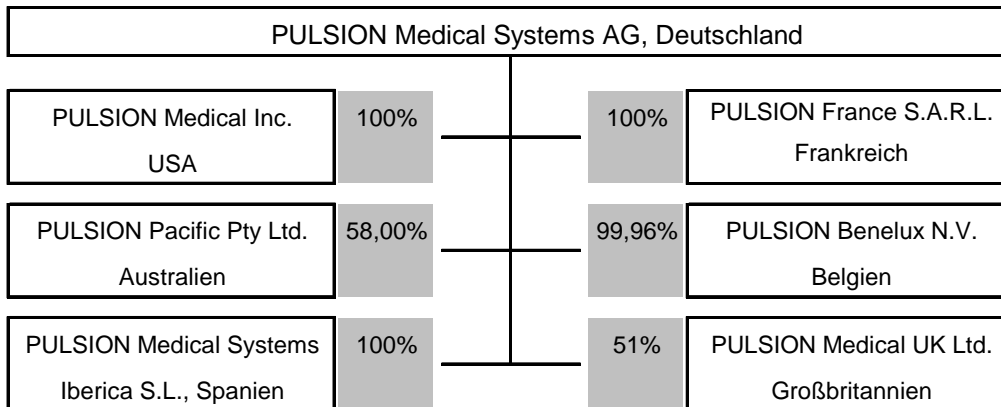 PULSION Medical Systems AG, Deutschland
PULSION Medical Inc.
USA
100%
100%
PULSION France S.A.R.L.
Frankreich
PULSION Pacific Pty Ltd.
Australien
58,00%
99,96%
PULSION Benelux N.V.
Belgien
PULSION Medical Systems
Iberica S.L., Spanien
100%
51%
PULSION Medical UK Ltd.
Großbritannien